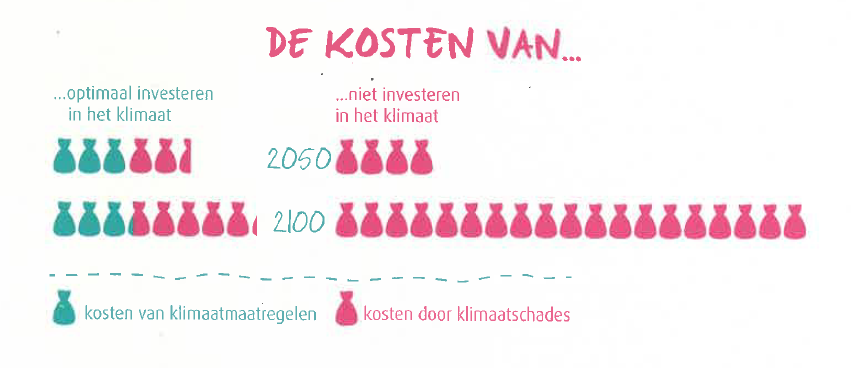 DE KOSTEN VAN...
...optimaal investeren
in het klimaat
...niet investeren
in het klimaat
2050
2100
kosten van klimaatmaatregelen
kosten door klimaatschades